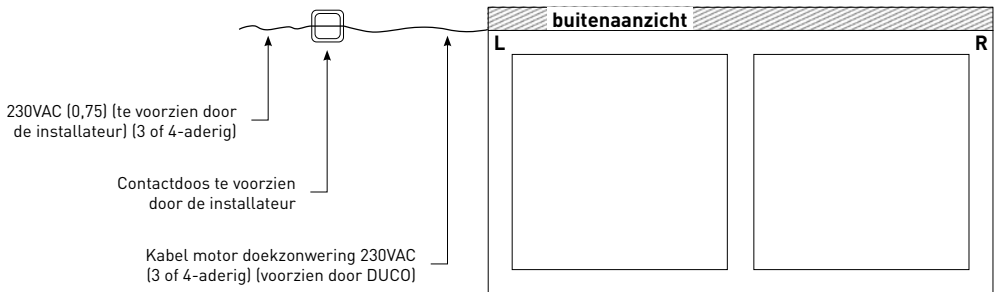 buitenaanzicht
L
R
230VAC (0,75) (te voorzien door
de installateur) (3 of 4-aderig)
Contactdoos te voorzien
door de installateur
Kabel motor doekzonwering 230VAC
(3 of 4-aderig) (voorzien door DUCO)